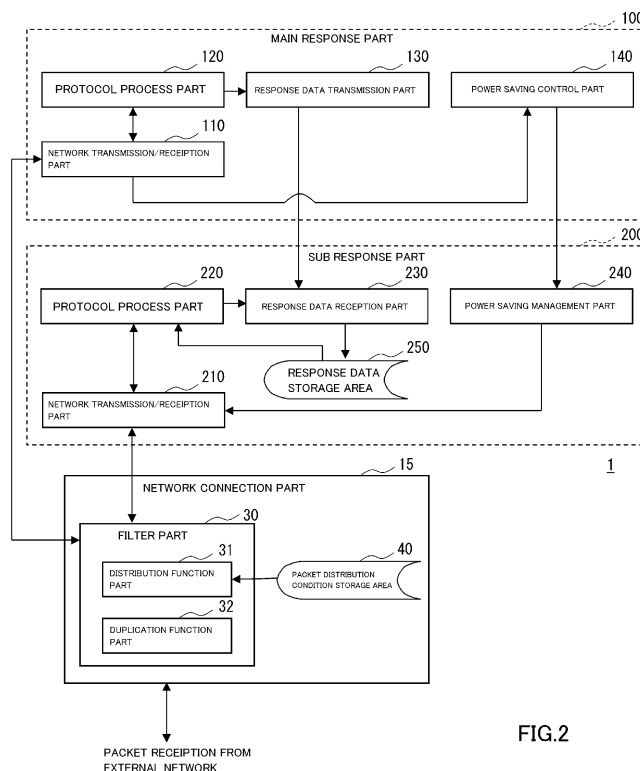 100
MAIN RESPONSE PART
120
130
140
PROTOCOL PROCESS PART
RESPONSE DATA TRANSMISSION PART
POWER SAVING CONTROL PART
110
NETWORK TRANSMISSION/RECEIPTION
PART
200
SUB RESPONSE PART
220
230
240
PROTOCOL PROCESS PART
RESPONSE DATA RECEPTION PART
POWER SAVING MANAGEMENT PART
250
RESPONSE DATA
STORAGE AREA
210
NETWORK TRANSMISSION/RECEIPTION
PART
1
15
NETWORK CONNECTION PART
30
FILTER PART
31
40
DISTRIBUTION FUNCTION
PART
PACKET DISTRIBUTION
CONDITION STORAGE AREA
32
DUPLICATION FUNCTION
PART
FIG.2
PACKET RECEIPTION FROM
EXTERNAL NETWORK